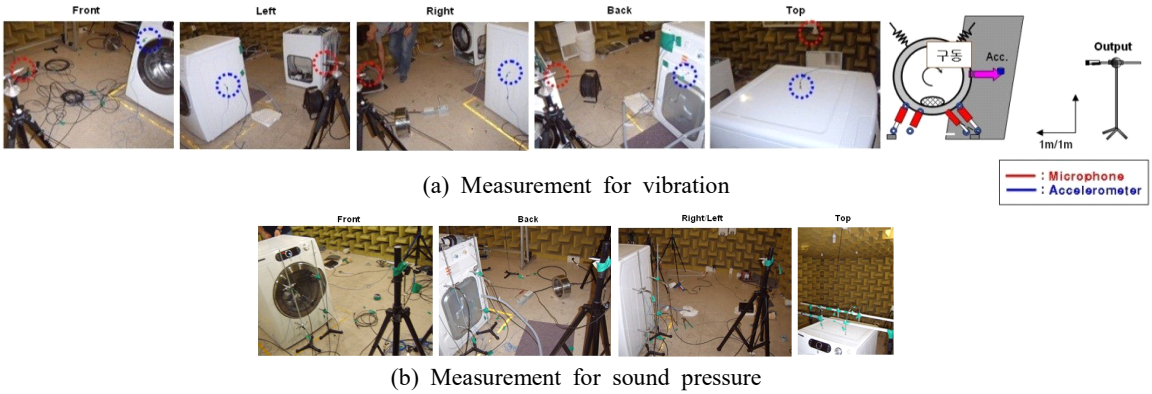 Front Left Right Back Top
구동
Acc.
Output
1m/1m
: Microphone
: Accelerometer
(a) Measurement for vibration
Front Back Right/Left Top
(b) Measurement for sound pressure